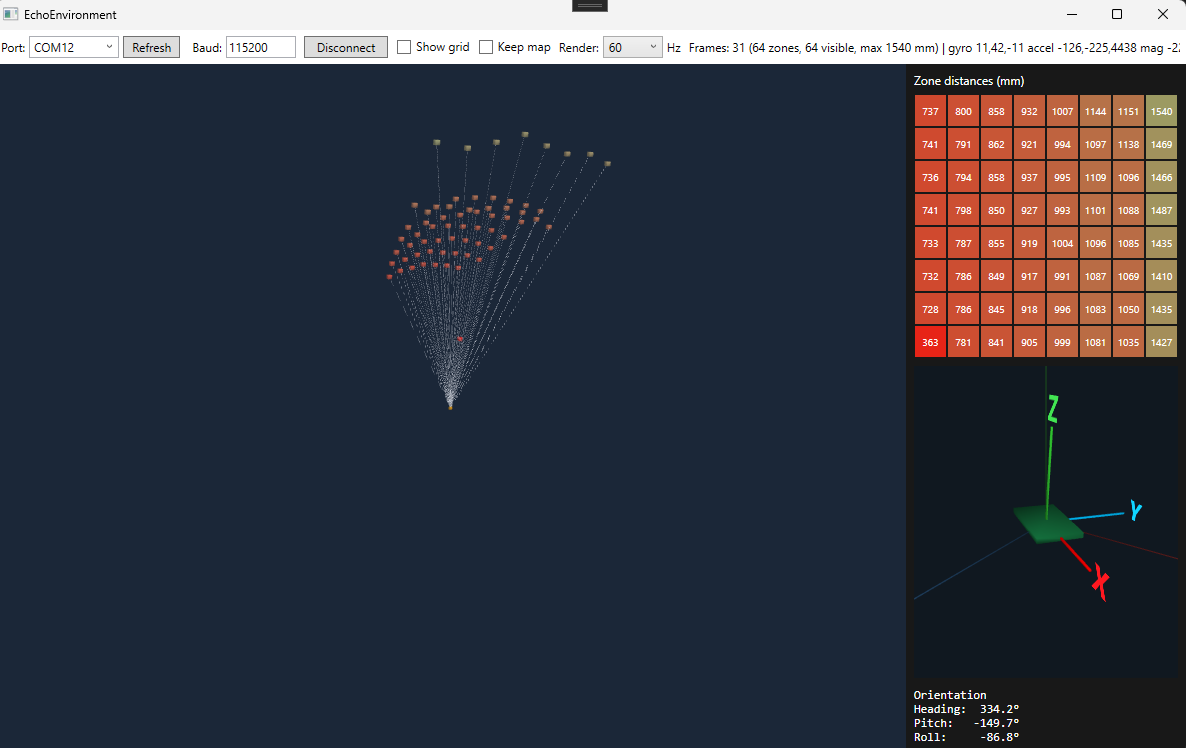 EchoEnvironment
Port: COM12 Refresh Baud: 115200 Disconnect Show grid Keep map Render: 60 Hz Frames: 31 (64 zones, 64 visible, max 1540 mm) | gyro 11,42,-11 accel -126,-225,4438 mag
Zone distances (mm)
737 800 858 932 1007 1144 1151 1540
741 791 862 921 994 1097 1138 1469
736 794 858 937 995 1109 1096 1466
741 798 850 927 993 1101 1088 1487
733 787 855 919 1004 1096 1085 1435
732 786 849 917 991 1087 1069 1410
728 786 845 918 996 1083 1050 1435
363 781 841 905 999 1081 1035 1427
Z
Y
X
Orientation
Heading: 334.2°
Pitch: -149.7°
Roll: -86.8°